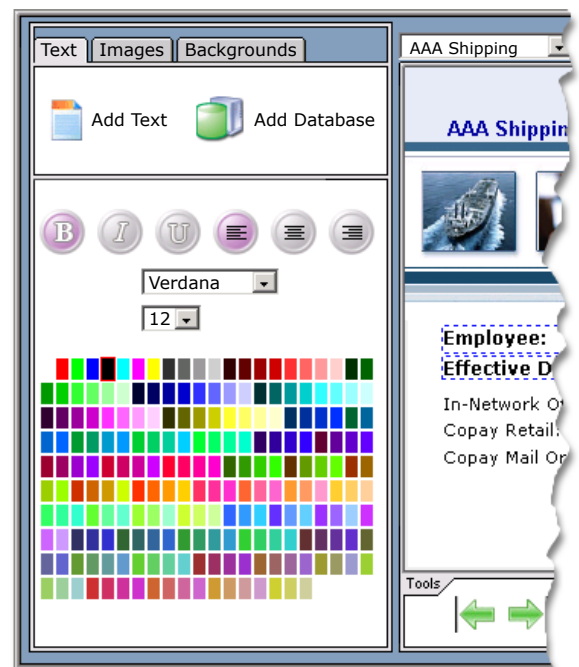 Text Images Backgrounds
AAA Shipping
Add Text Add Database
AAA Shippin
B I U
Verdana
12
Employee:
Effective D
In-Network O
Copay Retail:
Copay Mail Or
Tools